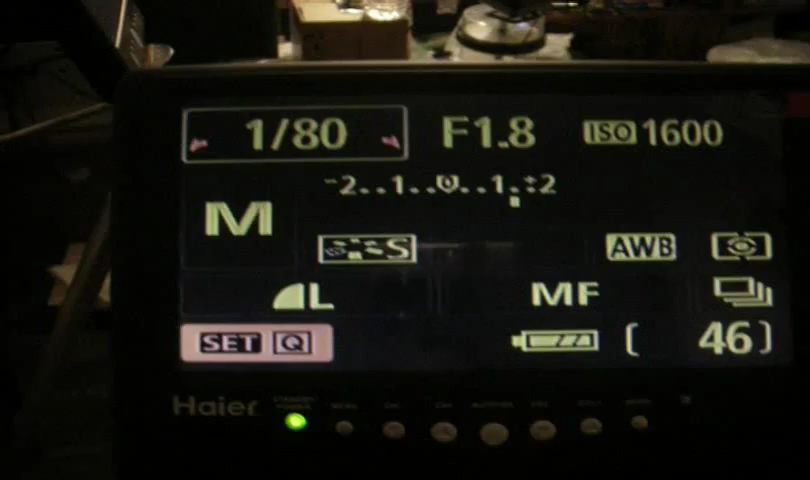 1/80 F1.8 ISO 1600
-2..1..0..1..:2
M
S AWB
L MF
SET Q [ 46]
Haier